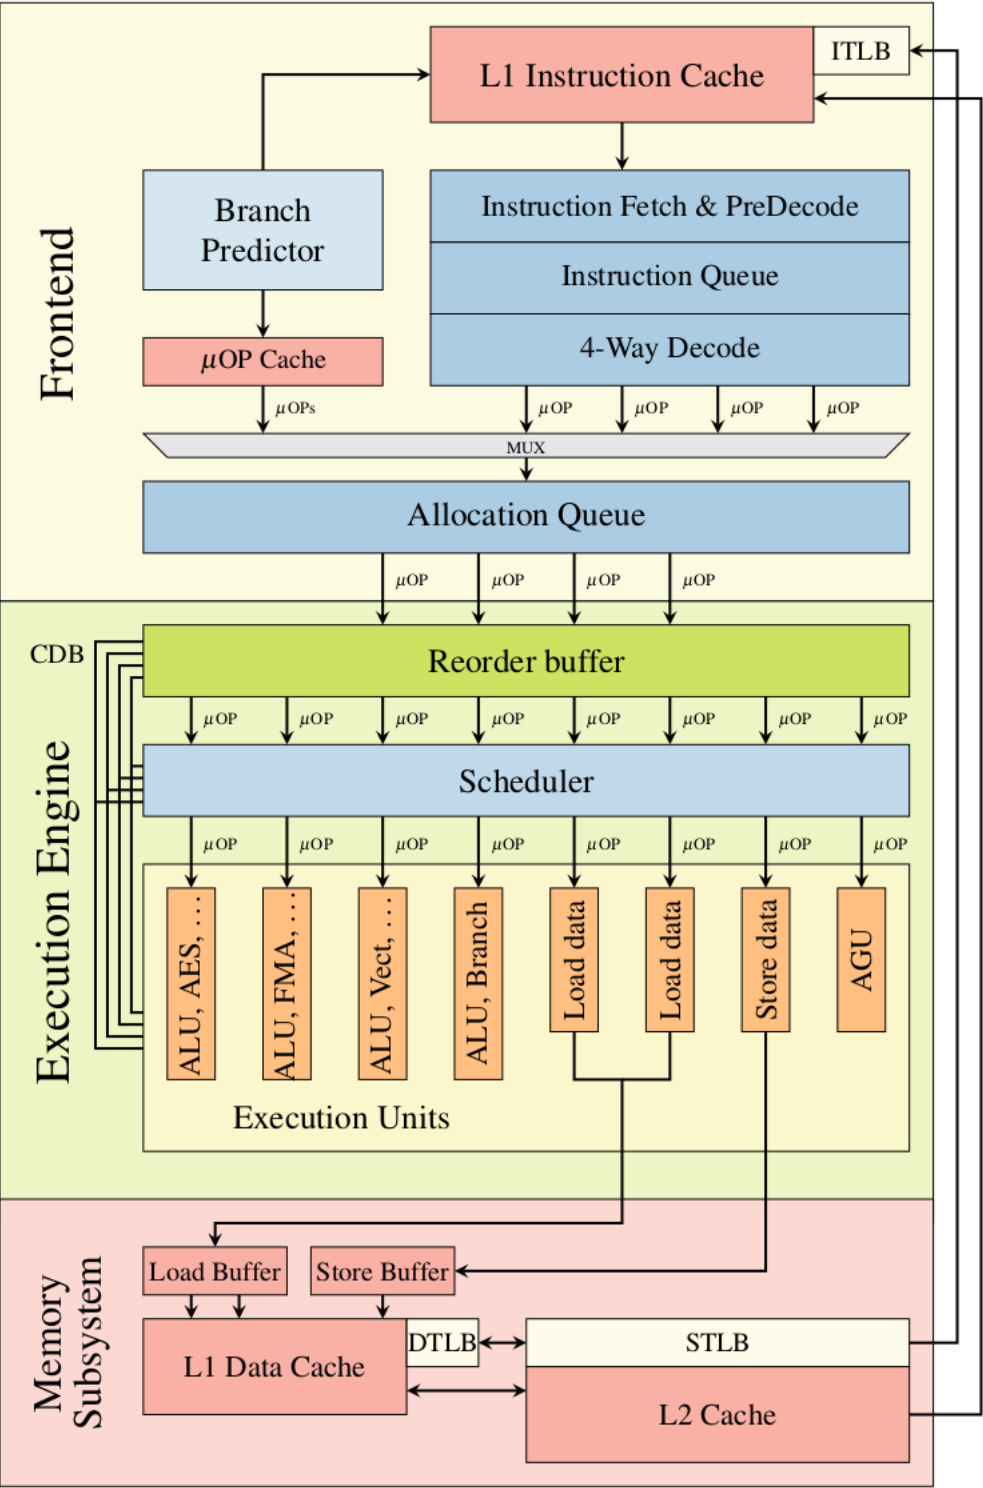 Frontend
L1 Instruction Cache
ITLB
Branch
Predictor
Instruction Fetch & PreDecode
Instruction Queue
4-Way Decode
μOP Cache
μOPs
μOP
μOP
μOP
μOP
MUX
Allocation Queue
μOP
μOP
μOP
μOP
Execution Engine
CDB
Reorder buffer
μOP
μOP
μOP
μOP
μOP
μOP
μOP
μOP
Scheduler
μOP
μOP
μOP
μOP
μOP
μOP
μOP
μOP
ALU, AES, …
ALU, FMA, …
ALU, Vect, …
ALU, Branch
Load data
Load data
Store data
AGU
Execution Units
Memory
Subsystem
Load Buffer
Store Buffer
L1 Data Cache
DTLB
STLB
L2 Cache